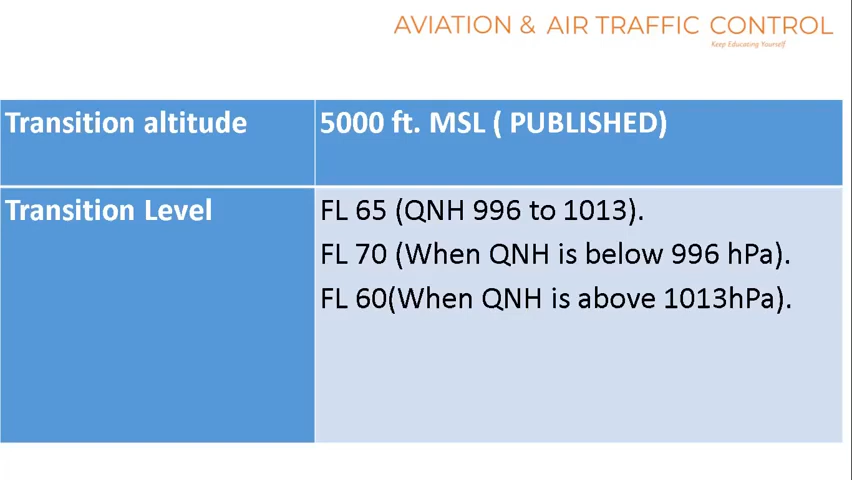 AVIATION & AIR TRAFFIC CONTROL
Keep Educating Yourself
Transition altitude
5000 ft. MSL ( PUBLISHED)
Transition Level
FL 65 (QNH 996 to 1013).
FL 70 (When QNH is below 996 hPa).
FL 60(When QNH is above 1013hPa).